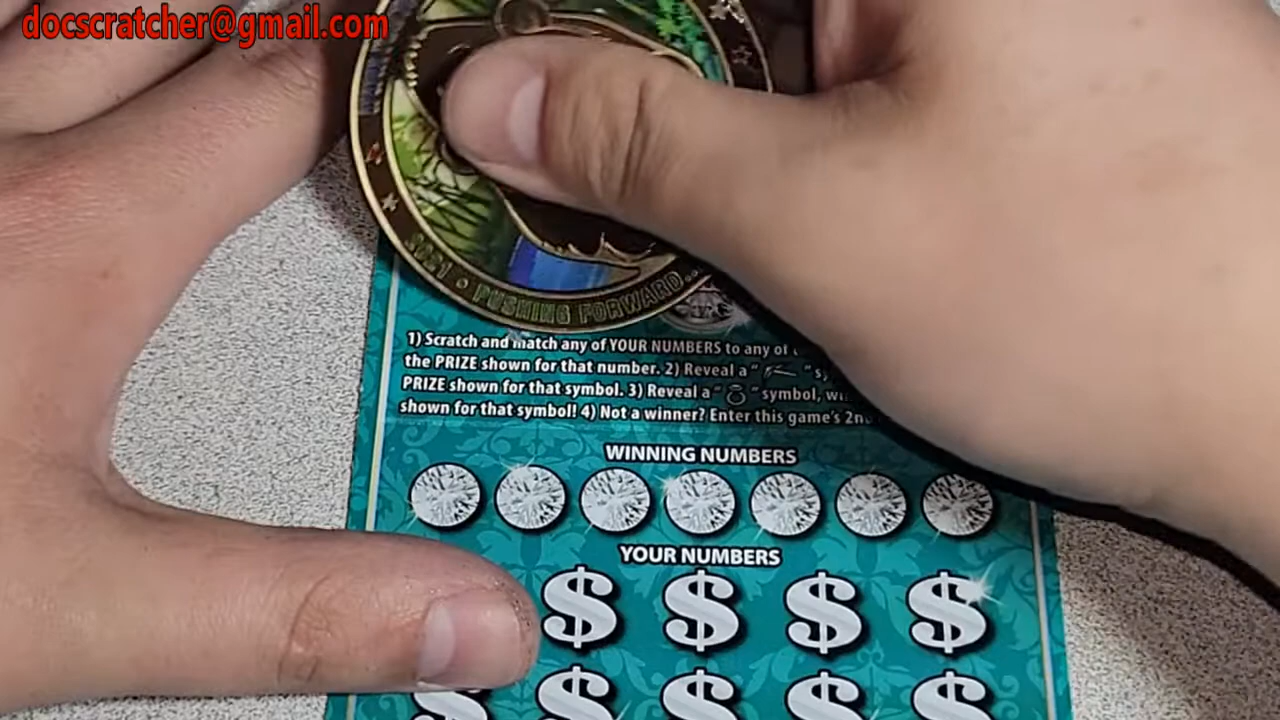 docscratcher@gmail.com
PUSHING FORWARD...
1) Scratch and match any of YOUR NUMBERS to any of
the PRIZE shown for that number. 2) Reveal a " "
PRIZE shown for that symbol. 3) Reveal a " " symbol,
shown for that symbol! 4) Not a winner? Enter this game's
WINNING NUMBERS
YOUR NUMBERS
$ $ $ $
$ $ $ $ $